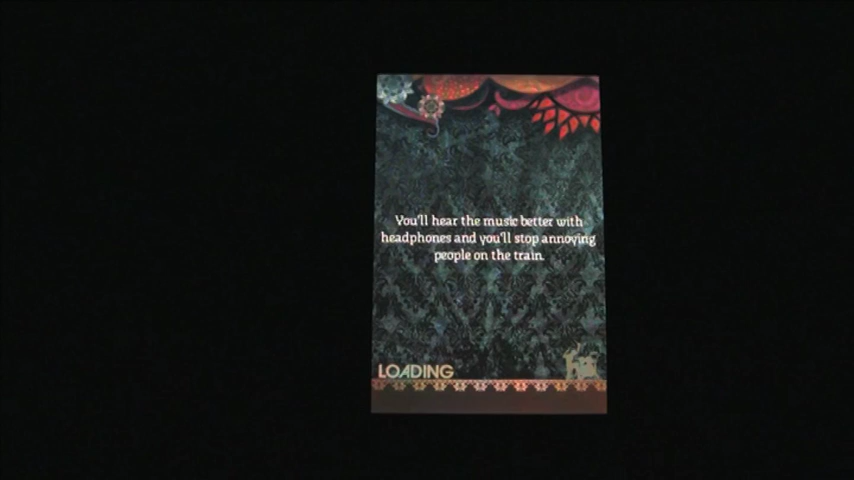 You'll hear the music better with
headphones and you'll stop annoying
people on the train.
LOADING